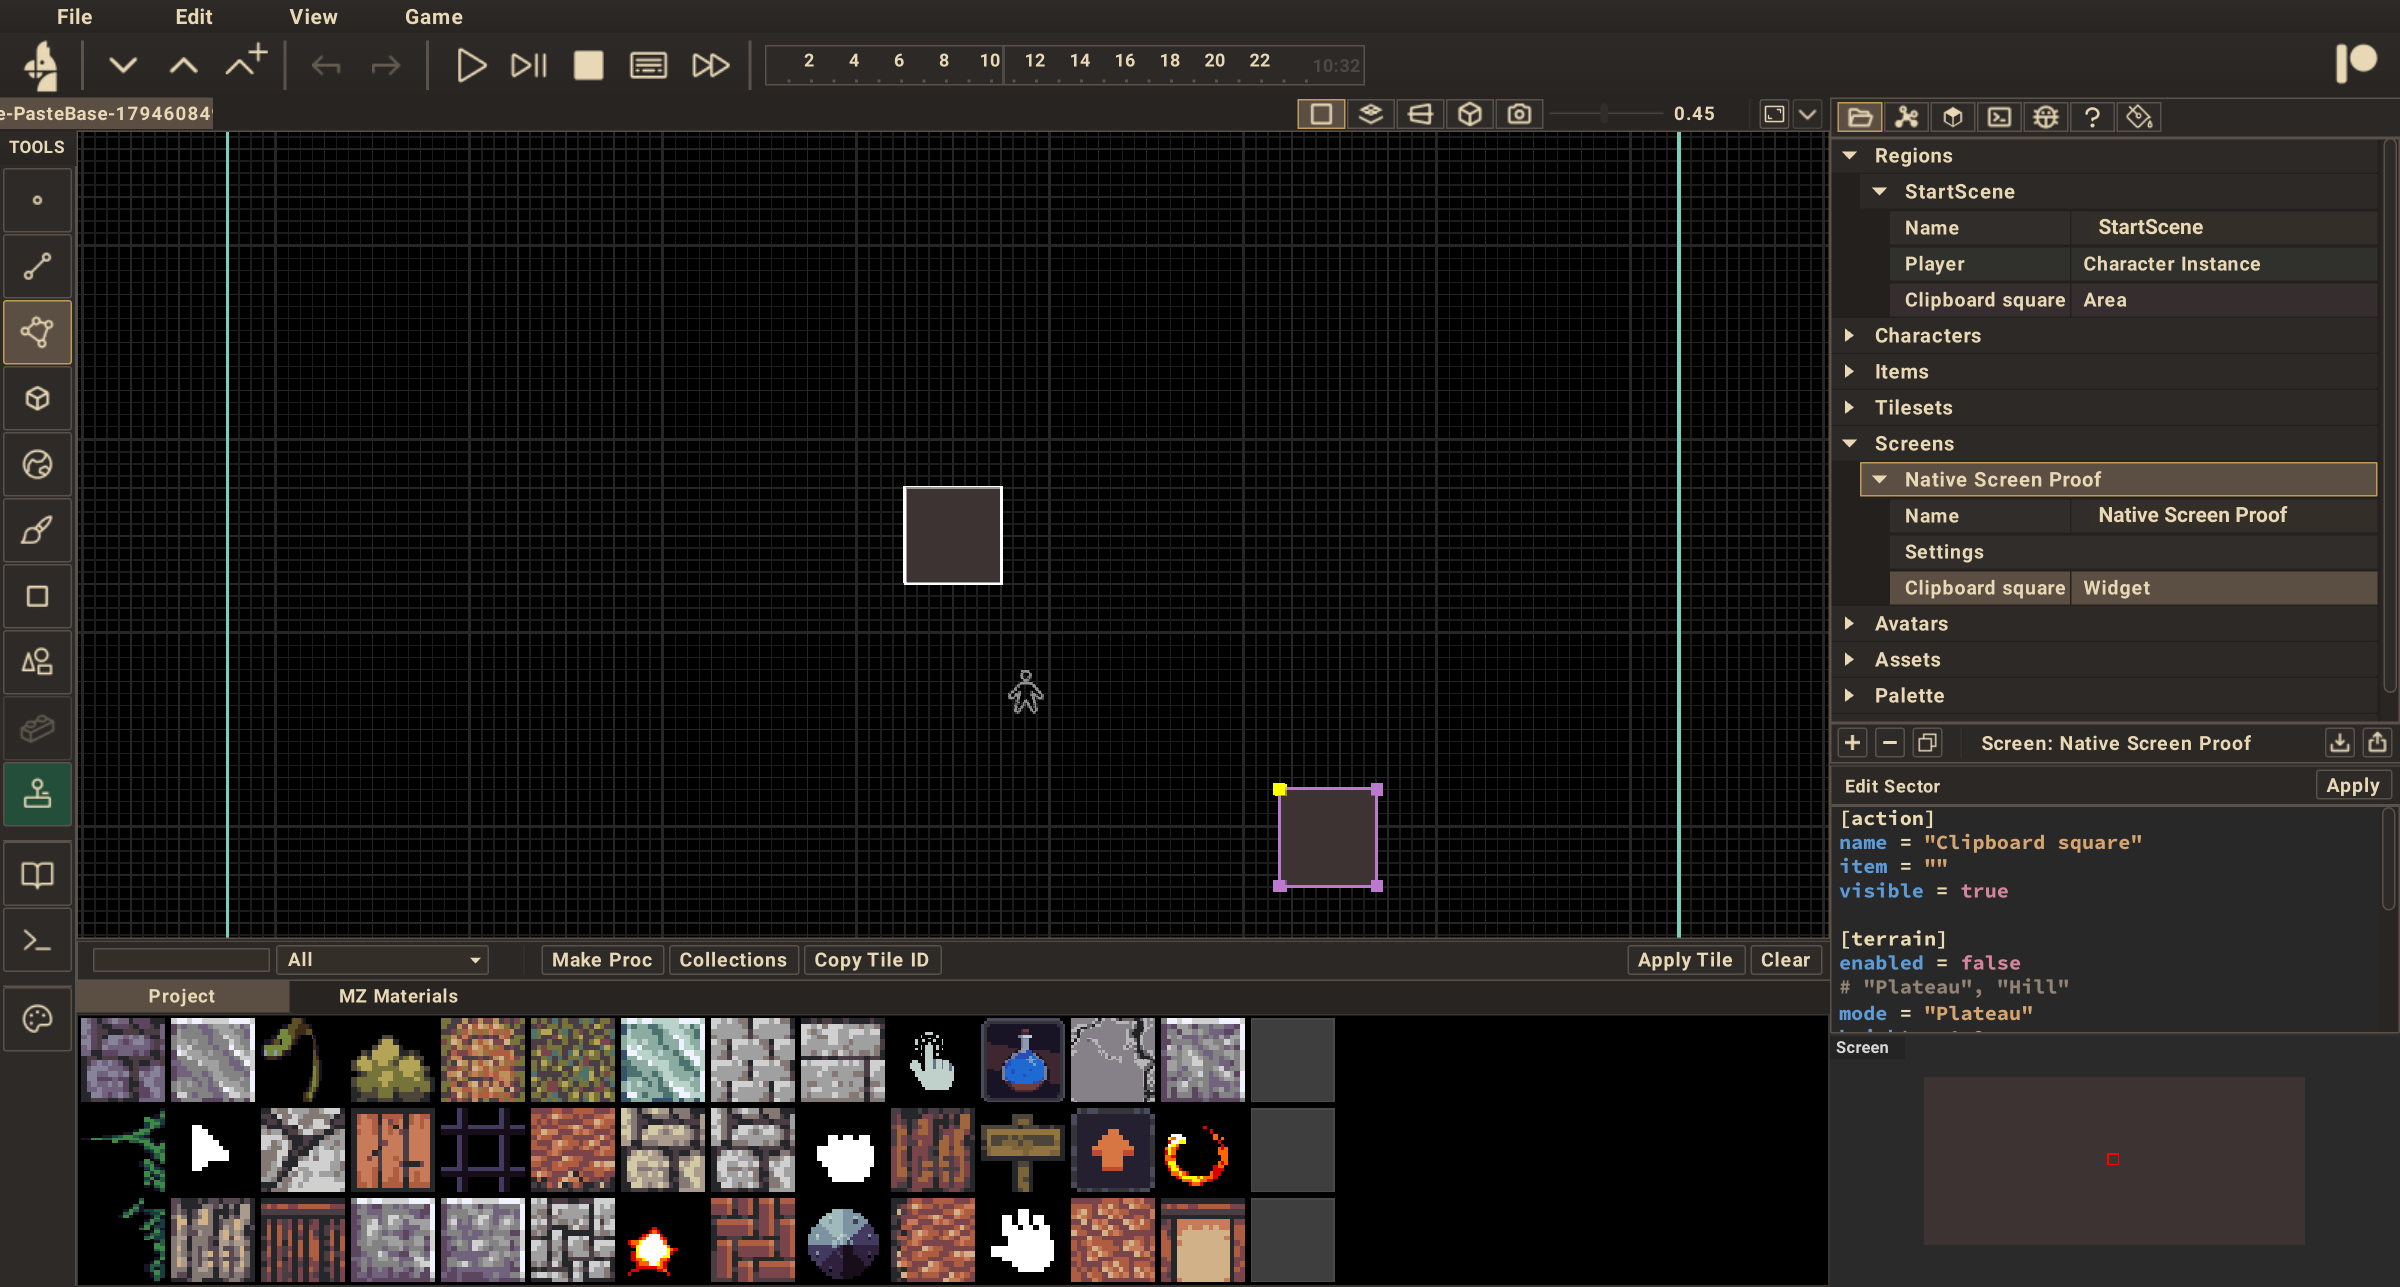 File Edit View Game
2 4 6 8 10 12 14 16 18 20 22 10:32
e-PasteBase-179460849
0.45
TOOLS
Regions
StartScene
Name StartScene
Player Character Instance
Clipboard square Area
Characters
Items
Tilesets
Screens
Native Screen Proof
Name Native Screen Proof
Settings
Clipboard square Widget
Avatars
Assets
Palette
Screen: Native Screen Proof
Edit Sector Apply
[action]
name = "Clipboard square"
item = ""
visible = true
[terrain]
enabled = false
# "Plateau", "Hill"
mode = "Plateau"
Screen
All Make Proc Collections Copy Tile ID Apply Tile Clear
Project MZ Materials